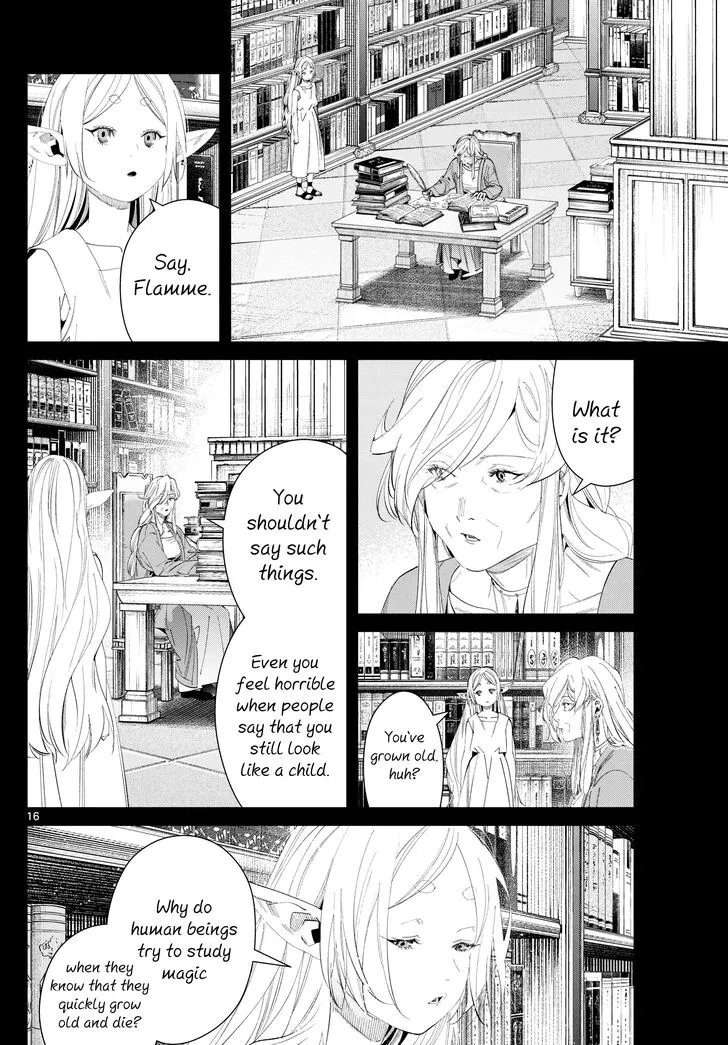 What
is it?
Say,
Flamme.
You've
grown old,
huh?
You
shouldn't
say such
things.
Even you
feel horrible
when people
say that you
still look
like a child.
16
Why do
human beings
try to study
magic
when they
know that they
quickly grow
old and die?